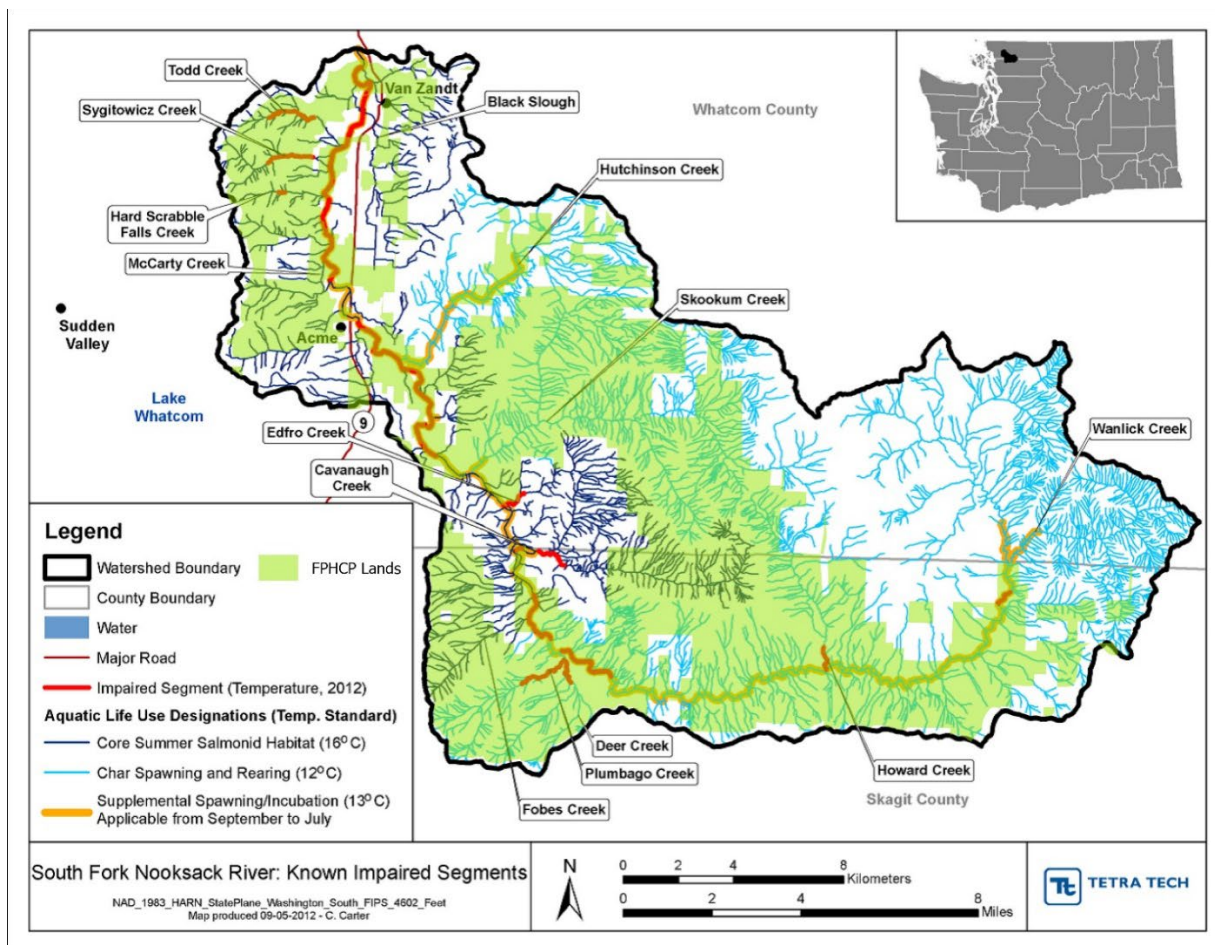 Todd Creek
Van Zandt
Black Slough
Whatcom County
Sygitowicz Creek
Hutchinson Creek
Hard Scrabble
Falls Creek
McCarty Creek
Skookum Creek
Sudden
Valley
Acme
Lake
Whatcom
9
Edfro Creek
Wanlick Creek
Cavanaugh
Creek
Legend
Watershed Boundary
FPHCP Lands
County Boundary
Water
Major Road
Impaired Segment (Temperature, 2012)
Aquatic Life Use Designations (Temp. Standard)
Core Summer Salmonid Habitat (16⁰ C)
Char Spawning and Rearing (12⁰C)
Supplemental Spawning/Incubation (13⁰ C)
Applicable from September to July
Deer Creek
Plumbago Creek
Howard Creek
Fobes Creek
Skagit County
South Fork Nooksack River: Known Impaired Segments
NAD_1983_HARN_StatePlane_Washington_South_FIPS_4602_Feet
Map produced 09-05-2012 - C. Carter
N
0 2 4 8
Kilometers
0 2 4 8
Miles
Tt TETRA TECH